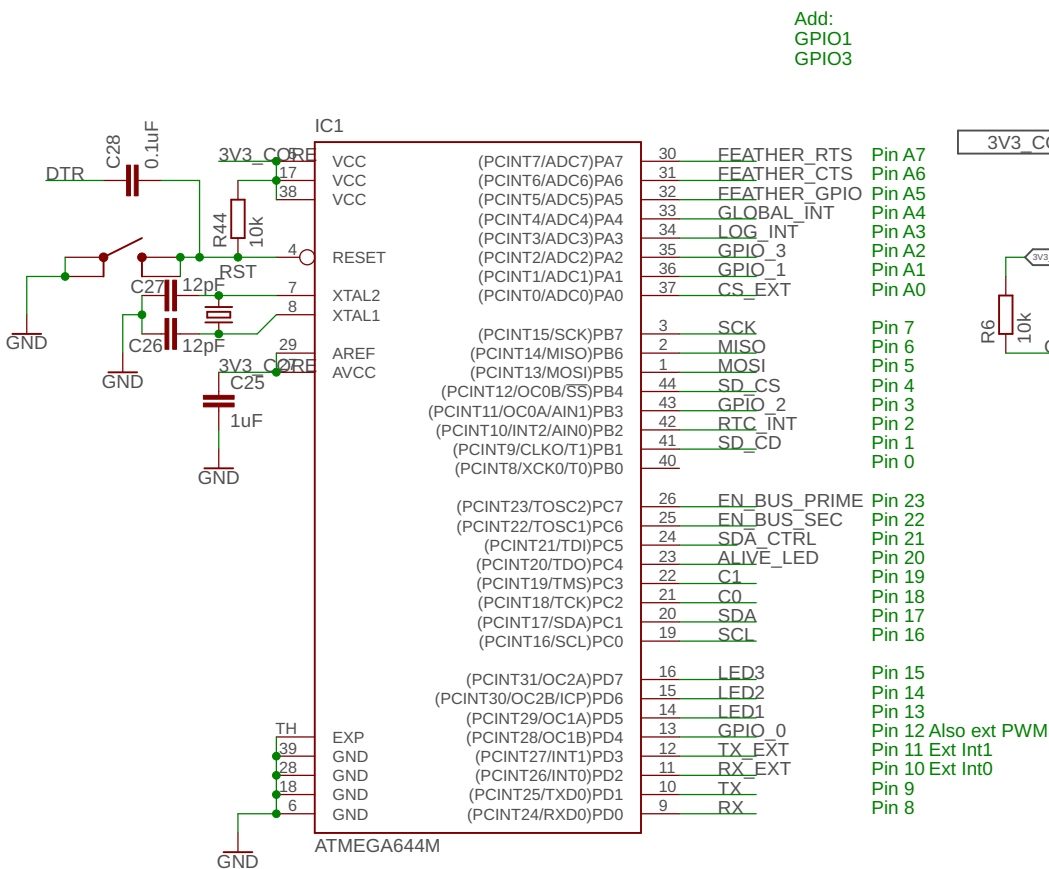 Add:
GPIO1
GPIO3
IC1
C28
0.1uF
DTR
3V3_CORE
5
17
38
VCC
VCC
VCC
R44
10k
4
RESET
RST
C27
12pF
7
XTAL2
8
XTAL1
C26
12pF
GND
GND
29
AREF
3V3_CORE
27
AVCC
C25
1uF
GND
TH
EXP
39
GND
28
GND
18
GND
6
GND
GND
ATMEGA644M
(PCINT7/ADC7)PA7 30 FEATHER_RTS Pin A7
(PCINT6/ADC6)PA6 31 FEATHER_CTS Pin A6
(PCINT5/ADC5)PA5 32 FEATHER_GPIO Pin A5
(PCINT4/ADC4)PA4 33 GLOBAL_INT Pin A4
(PCINT3/ADC3)PA3 34 LOG_INT Pin A3
(PCINT2/ADC2)PA2 35 GPIO_3 Pin A2
(PCINT1/ADC1)PA1 36 GPIO_1 Pin A1
(PCINT0/ADC0)PA0 37 CS_EXT Pin A0
(PCINT15/SCK)PB7 3 SCK Pin 7
(PCINT14/MISO)PB6 2 MISO Pin 6
(PCINT13/MOSI)PB5 1 MOSI Pin 5
(PCINT12/OC0B/SS)PB4 44 SD_CS Pin 4
(PCINT11/OC0A/AIN1)PB3 43 GPIO_2 Pin 3
(PCINT10/INT2/AIN0)PB2 42 RTC_INT Pin 2
(PCINT9/CLKO/T1)PB1 41 SD_CD Pin 1
(PCINT8/XCK0/T0)PB0 40 Pin 0
(PCINT23/TOSC2)PC7 26 EN_BUS_PRIME Pin 23
(PCINT22/TOSC1)PC6 25 EN_BUS_SEC Pin 22
(PCINT21/TDI)PC5 24 SDA_CTRL Pin 21
(PCINT20/TDO)PC4 23 ALIVE_LED Pin 20
(PCINT19/TMS)PC3 22 C1 Pin 19
(PCINT18/TCK)PC2 21 C0 Pin 18
(PCINT17/SDA)PC1 20 SDA Pin 17
(PCINT16/SCL)PC0 19 SCL Pin 16
(PCINT31/OC2A)PD7 16 LED3 Pin 15
(PCINT30/OC2B/ICP)PD6 15 LED2 Pin 14
(PCINT29/OC1A)PD5 14 LED1 Pin 13
(PCINT28/OC1B)PD4 13 GPIO_0 Pin 12 Also ext PWM
(PCINT27/INT1)PD3 12 TX_EXT Pin 11 Ext Int1
(PCINT26/INT0)PD2 11 RX_EXT Pin 10 Ext Int0
(PCINT25/TXD0)PD1 10 TX Pin 9
(PCINT24/RXD0)PD0 9 RX Pin 8
3V3_CO
3V3
R6
10k